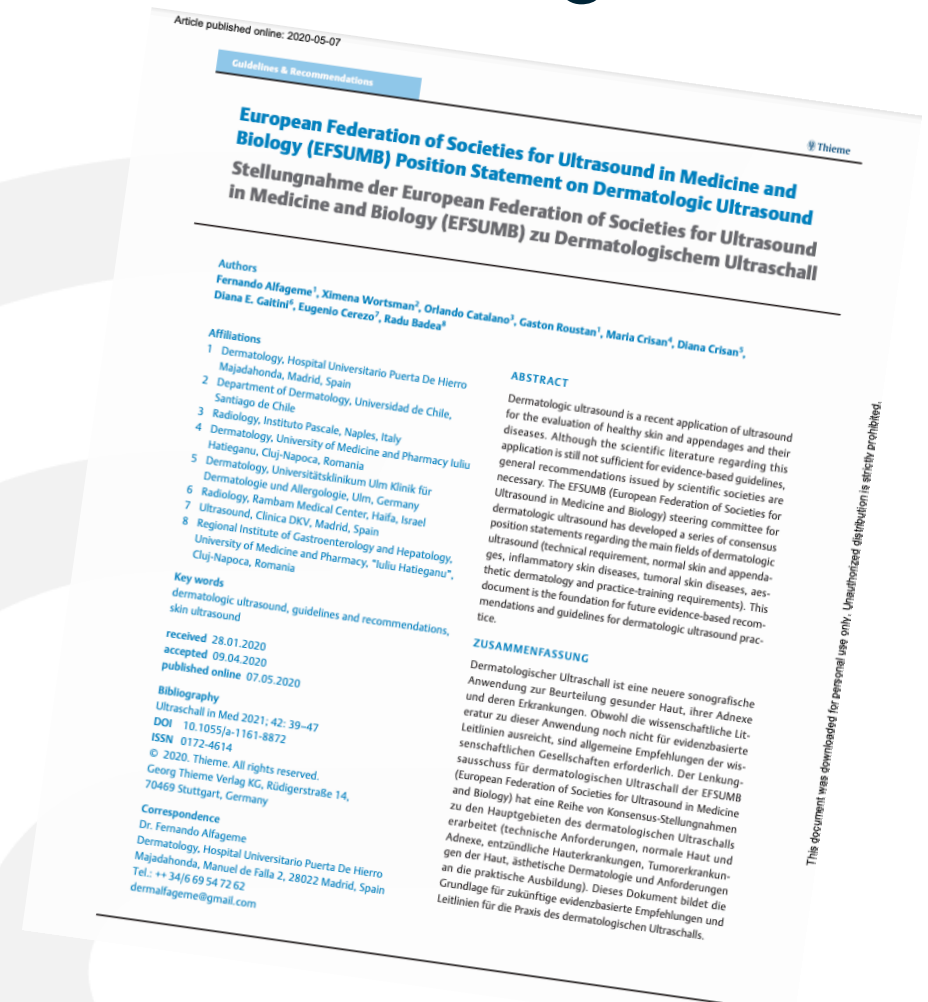 Article published online: 2020-05-07
Guidelines & Recommendations
Thieme
European Federation of Societies for Ultrasound in Medicine and
Biology (EFSUMB) Position Statement on Dermatologic Ultrasound
Stellungnahme der European Federation of Societies for Ultrasound
in Medicine and Biology (EFSUMB) zu Dermatologischem Ultraschall
Authors
Fernando Alfageme1, Ximena Wortsman2, Orlando Catalano3, Gaston Roustan1, Maria Crisan4, Diana Crisan5,
Diana E. Gaitini6, Eugenio Cerezo7, Radu Badea8
Affiliations
1 Dermatology, Hospital Universitario Puerta De Hierro
Majadahonda, Madrid, Spain
2 Department of Dermatology, Universidad de Chile,
Santiago de Chile
3 Radiology, Instituto Pascale, Naples, Italy
4 Dermatology, University of Medicine and Pharmacy Iuliu
Hatieganu, Cluj-Napoca, Romania
5 Dermatology, Universitätsklinikum Ulm Klinik für
Dermatologie und Allergologie, Ulm, Germany
6 Radiology, Rambam Medical Center, Haifa, Israel
7 Ultrasound, Clinica DKV, Madrid, Spain
8 Regional Institute of Gastroenterology and Hepatology,
University of Medicine and Pharmacy, "Iuliu Hatieganu",
Cluj-Napoca, Romania
Key words
dermatologic ultrasound, guidelines and recommendations,
skin ultrasound
received 28.01.2020
accepted 09.04.2020
published online 07.05.2020
Bibliography
Ultraschall in Med 2021; 42: 39–47
DOI 10.1055/a-1161-8872
ISSN 0172-4614
© 2020. Thieme. All rights reserved.
Georg Thieme Verlag KG, Rüdigerstraße 14,
70469 Stuttgart, Germany
Correspondence
Dr. Fernando Alfageme
Dermatology, Hospital Universitario Puerta De Hierro
Majadahonda, Manuel de Falla 2, 28022 Madrid, Spain
Tel.: ++ 34/6 69 54 72 62
dermalfageme@gmail.com
ABSTRACT
Dermatologic ultrasound is a recent application of ultrasound
for the evaluation of healthy skin and appendages and their
diseases. Although the scientific literature regarding this
application is still not sufficient for evidence-based guidelines,
general recommendations issued by scientific societies are
necessary. The EFSUMB (European Federation of Societies for
Ultrasound in Medicine and Biology) steering committee for
dermatologic ultrasound has developed a series of consensus
position statements regarding the main fields of dermatologic
ultrasound (technical requirement, normal skin and appenda-
ges, inflammatory skin diseases, tumoral skin diseases, aes-
thetic dermatology and practice-training requirements). This
document is the foundation for future evidence-based recom-
mendations and guidelines for dermatologic ultrasound prac-
tice.
ZUSAMMENFASSUNG
Dermatologischer Ultraschall ist eine neuere sonografische
Anwendung zur Beurteilung gesunder Haut, ihrer Adnexe
und deren Erkrankungen. Obwohl die wissenschaftliche Lit-
eratur zu dieser Anwendung noch nicht für evidenzbasierte
Leitlinien ausreicht, sind allgemeine Empfehlungen der wis-
senschaftlichen Gesellschaften erforderlich. Der Lenkung-
sausschuss für dermatologischen Ultraschall der EFSUMB
(European Federation of Societies for Ultrasound in Medicine
and Biology) hat eine Reihe von Konsensus-Stellungnahmen
zu den Hauptgebieten des dermatologischen Ultraschalls
erarbeitet (technische Anforderungen, normale Haut und
Adnexe, entzündliche Hauterkrankungen, Tumorerkrankun-
gen der Haut, ästhetische Dermatologie und Anforderungen
an die praktische Ausbildung). Dieses Dokument bildet die
Grundlage für zukünftige evidenzbasierte Empfehlungen und
Leitlinien für die Praxis des dermatologischen Ultraschalls.
This document was downloaded for personal use only. Unauthorized distribution is strictly prohibited.